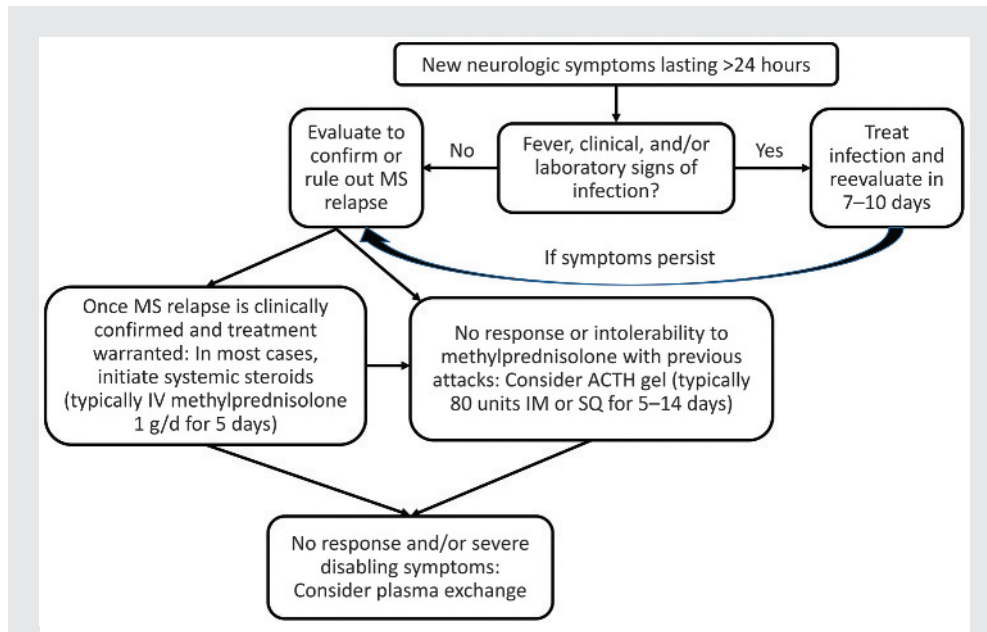 New neurologic symptoms lasting >24 hours
Evaluate to
confirm or
rule out MS
relapse
No
Fever, clinical, and/or
laboratory signs of
infection?
Yes
Treat
infection and
reevaluate in
7–10 days
If symptoms persist
Once MS relapse is clinically
confirmed and treatment
warranted: In most cases,
initiate systemic steroids
(typically IV methylprednisolone
1 g/d for 5 days)
No response or intolerability to
methylprednisolone with previous
attacks: Consider ACTH gel (typically
80 units IM or SQ for 5–14 days)
No response and/or severe
disabling symptoms:
Consider plasma exchange